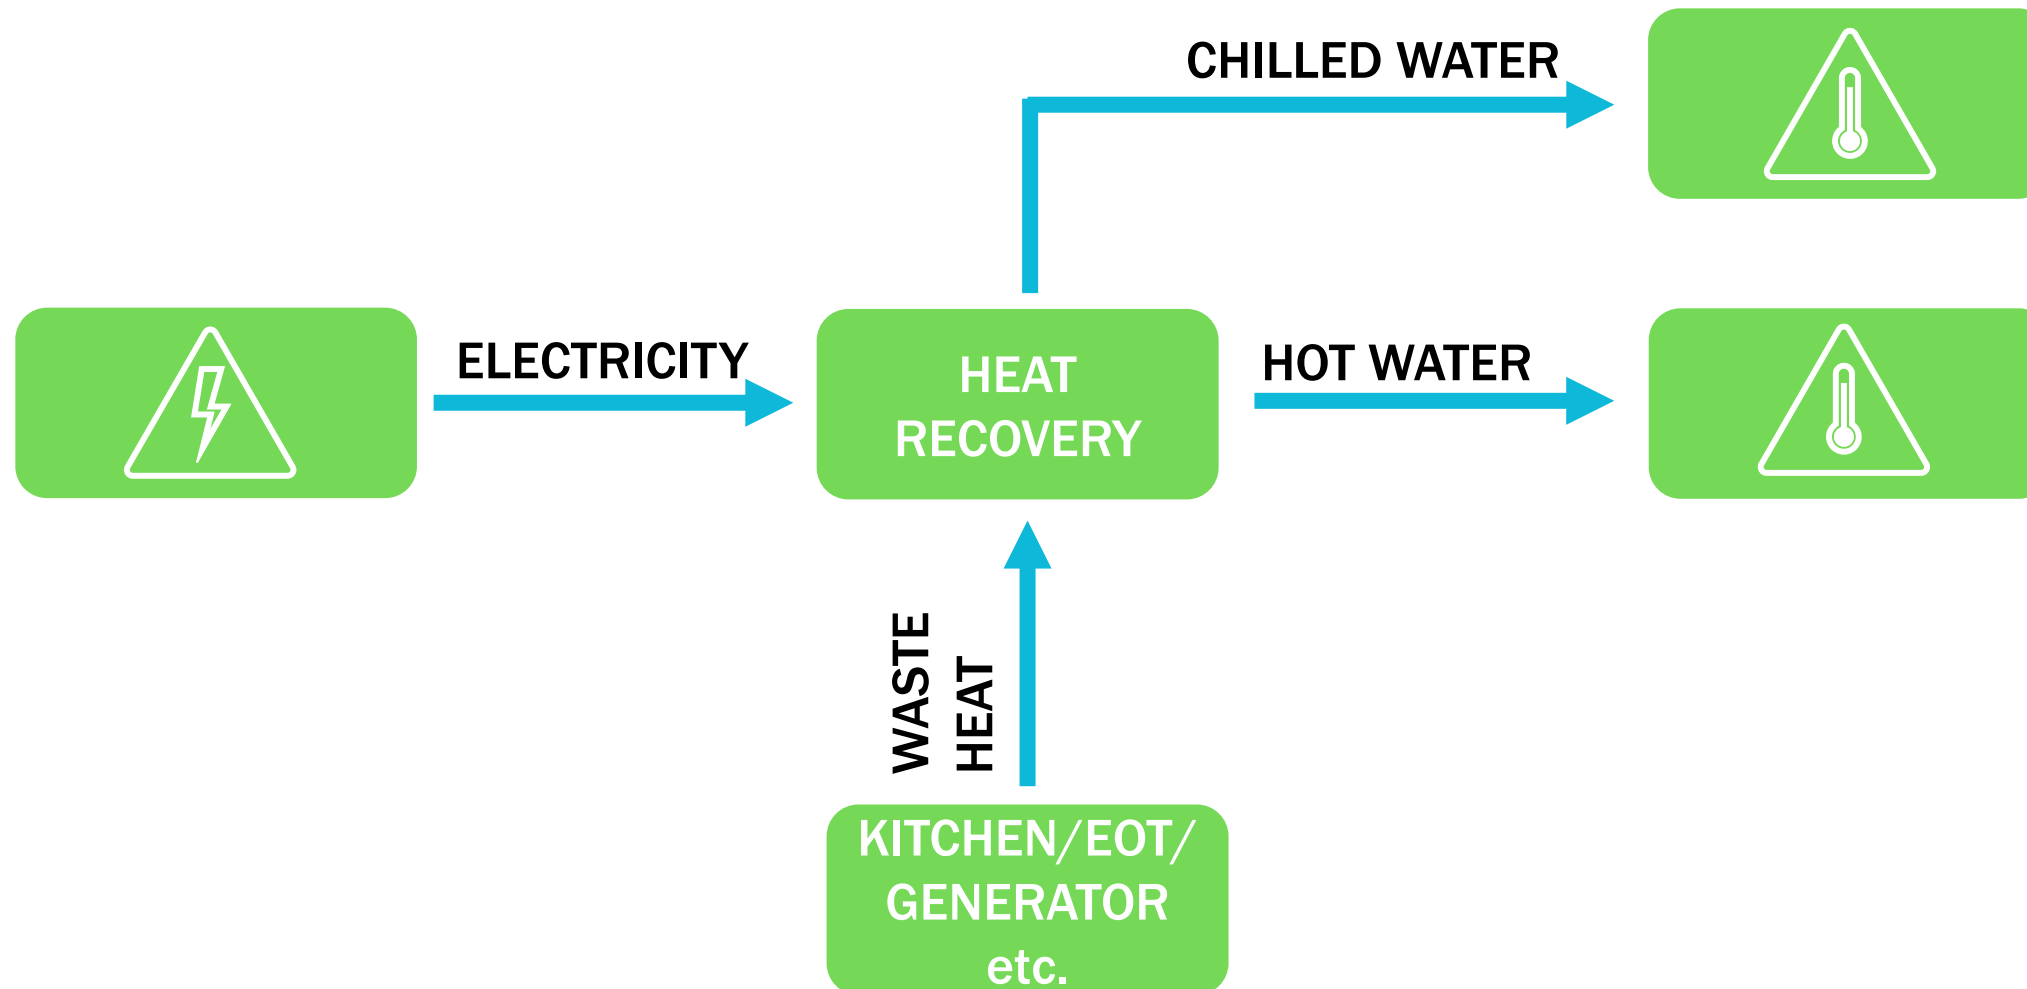 CHILLED WATER
ELECTRICITY
HEAT
RECOVERY
HOT WATER
WASTE
HEAT
KITCHEN/EOT/
GENERATOR
etc.